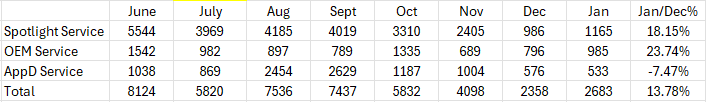 June July Aug Sept Oct Nov Dec Jan Jan/Dec%
Spotlight Service 5544 3969 4185 4019 3310 2405 986 1165 18.15%
OEM Service 1542 982 897 789 1335 689 796 985 23.74%
AppD Service 1038 869 2454 2629 1187 1004 576 533 -7.47%
Total 8124 5820 7536 7437 5832 4098 2358 2683 13.78%